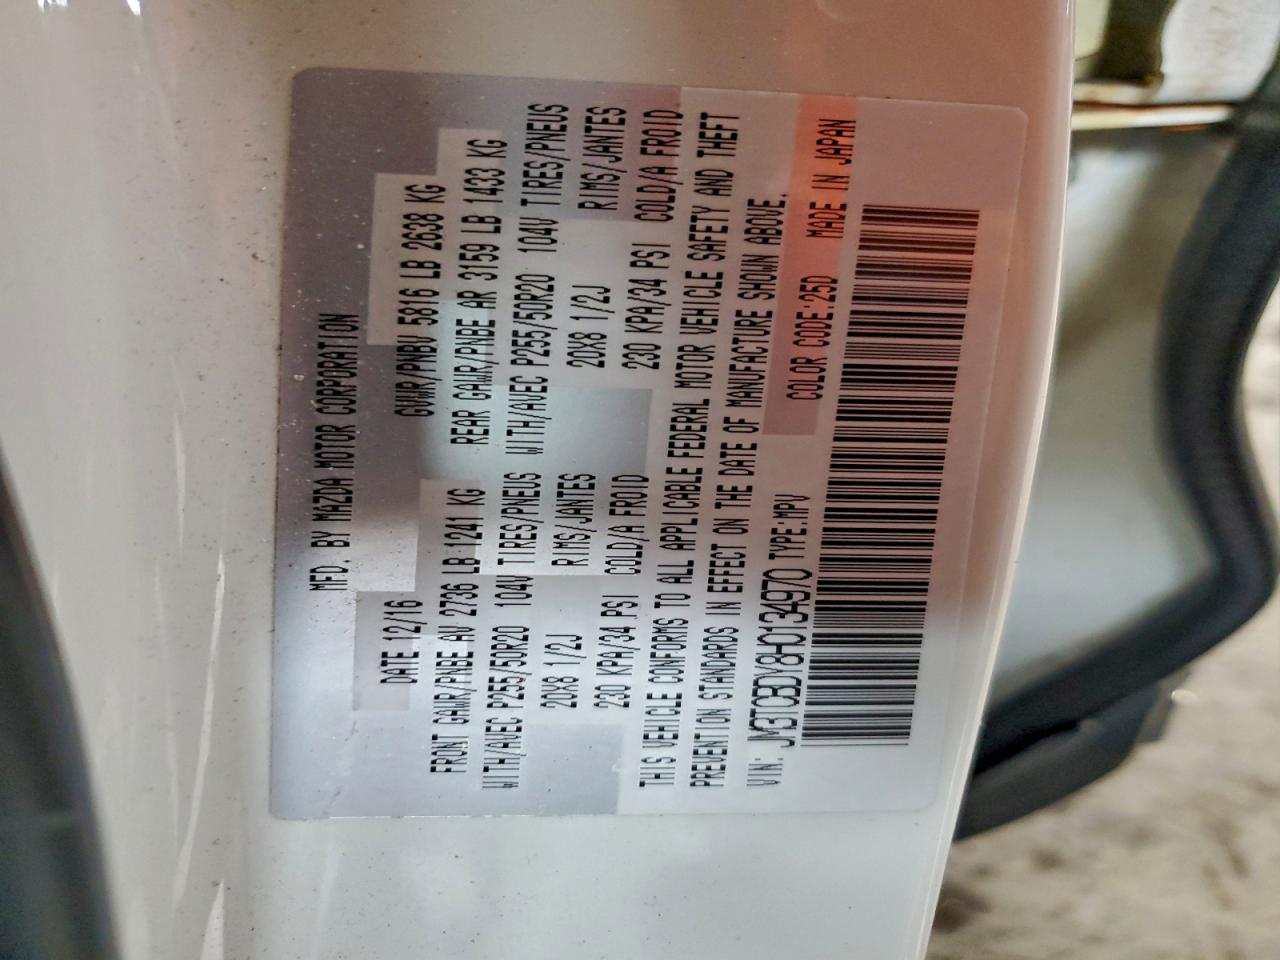 MFD. BY MAZDA MOTOR CORPORATION
DATE 12/16 GVWR/PNBV 5816 LB 2638 KG
FRONT GAWR/PNBE AV 2736 LB 1241 KG REAR GAWR/PNBE AR 3159 LB 1433 KG
WITH/AVEC P255/50R20 104V TIRES/PNEUS WITH/AVEC P255/50R20 104V TIRES/PNEUS
20X8 1/2J RIMS/JANTES 20X8 1/2J RIMS/JANTES
230 KPA/34 PSI COLD/A FROID 230 KPA/34 PSI COLD/A FROID
THIS VEHICLE CONFORMS TO ALL APPLICABLE FEDERAL MOTOR VEHICLE SAFETY AND THEFT
PREVENTION STANDARDS IN EFFECT ON THE DATE OF MANUFACTURE SHOWN ABOVE.
VIN: JM3TCBDY8H0134970 TYPE:MPV COLOR CODE:25D MADE IN JAPAN